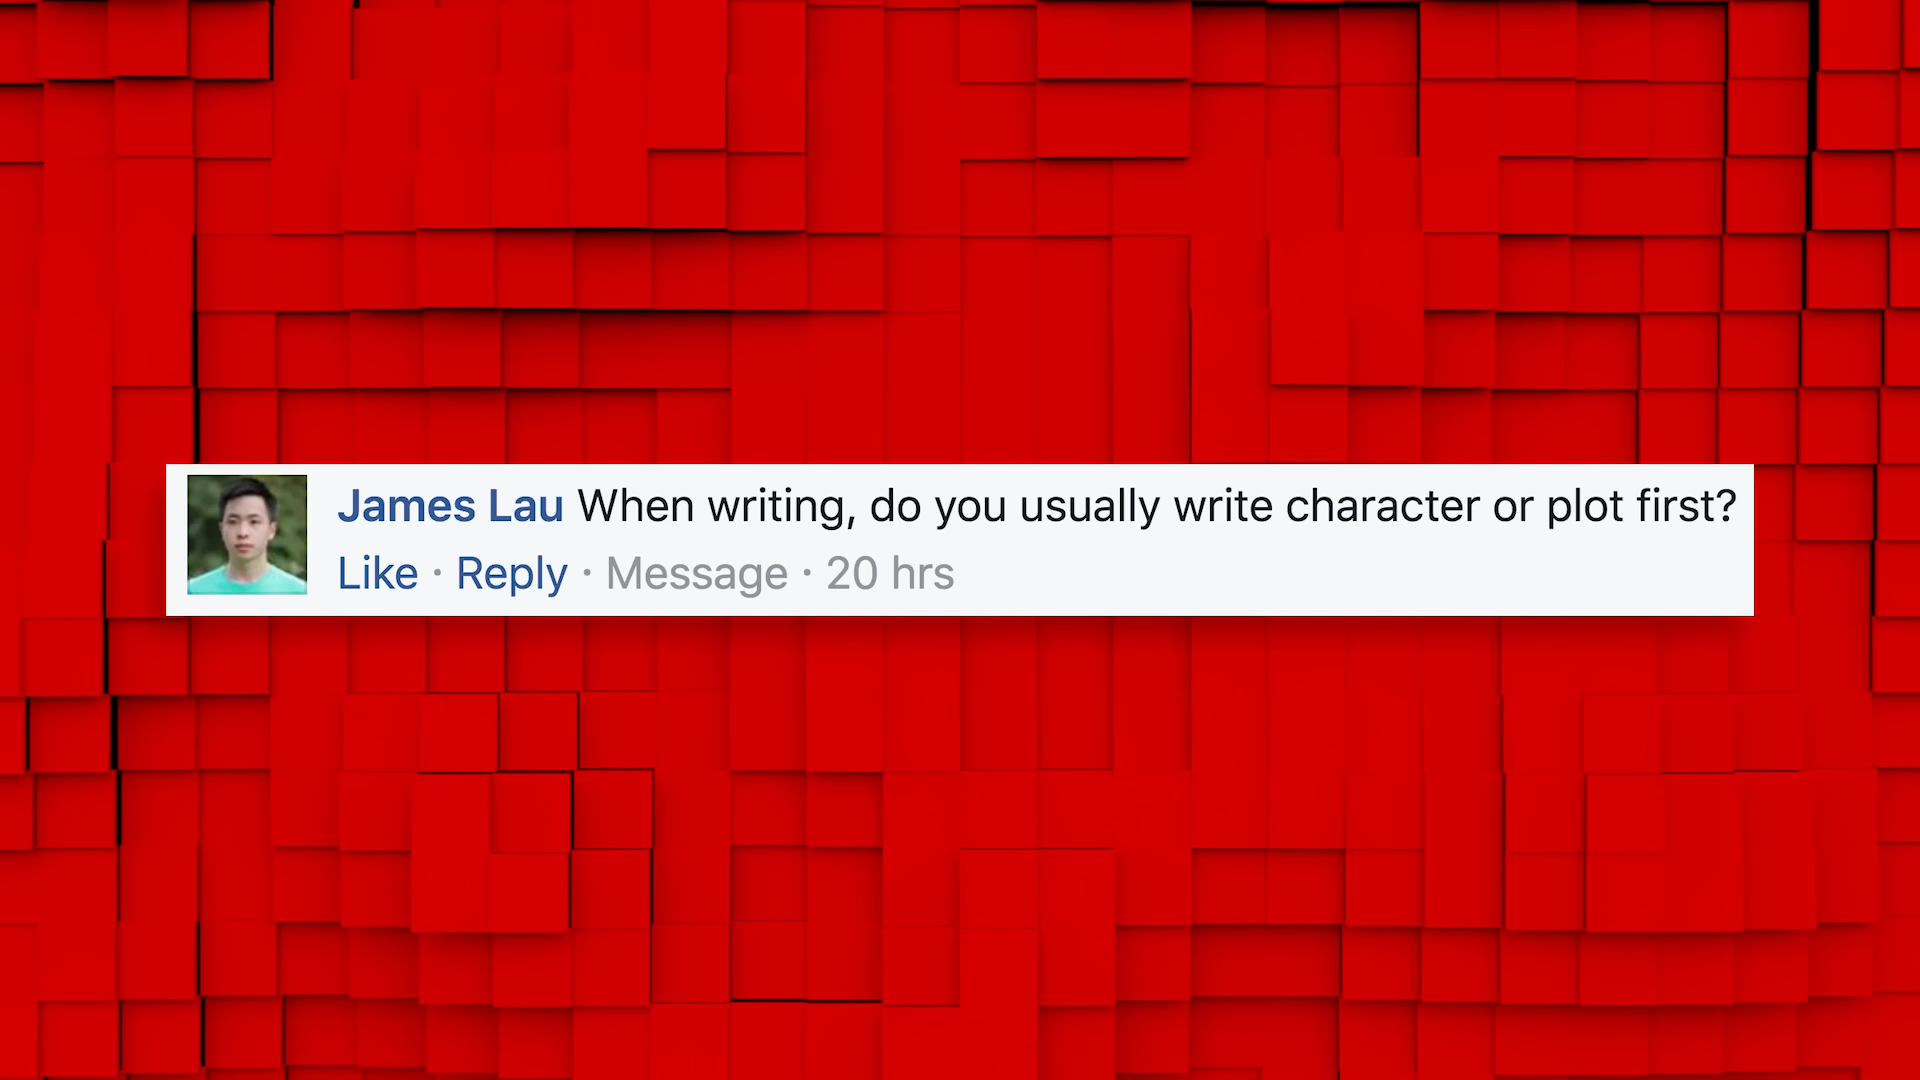 James Lau When writing, do you usually write character or plot first?
Like · Reply · Message · 20 hrs